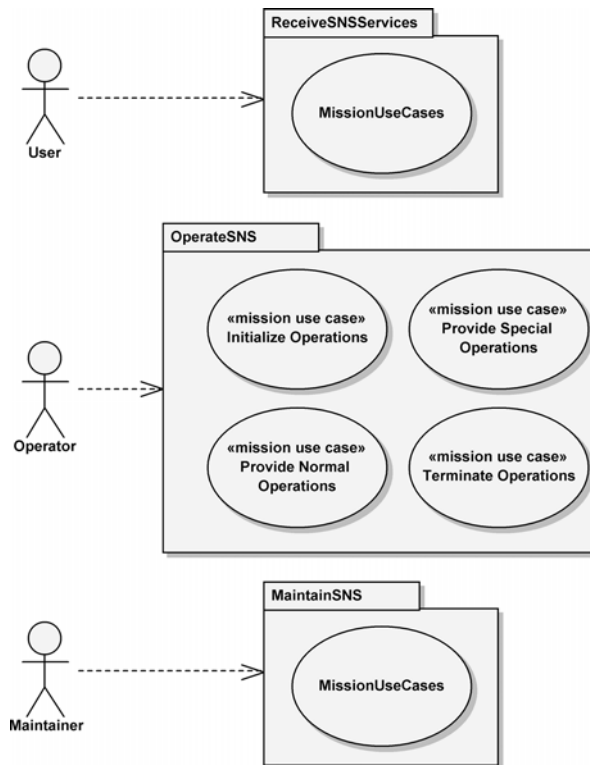 ReceiveSNSServices
MissionUseCases
User
OperateSNS
«mission use case»
Initialize Operations
«mission use case»
Provide Special
Operations
Operator
«mission use case»
Provide Normal
Operations
«mission use case»
Terminate Operations
MaintainSNS
MissionUseCases
Maintainer